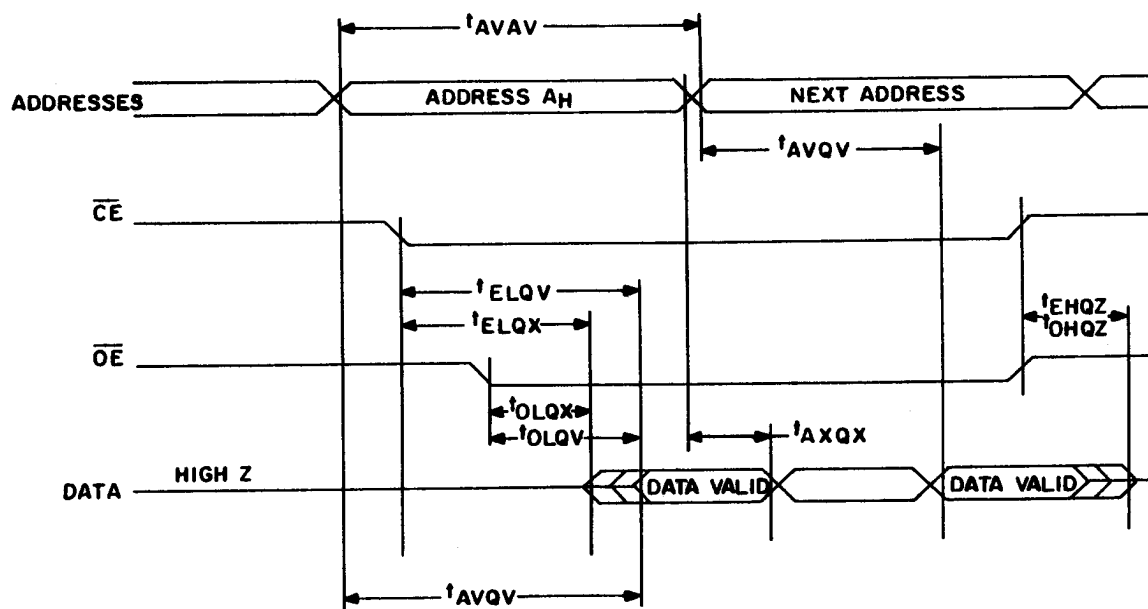 tAVAV
ADDRESSES
ADDRESS AH
NEXT ADDRESS
tAVQV
CE
tELQV
tELQX
tEHQZ
tOHQZ
OE
tOLQX
tOLQV
tAXQX
HIGH Z
DATA
DATA VALID
DATA VALID
tAVQV